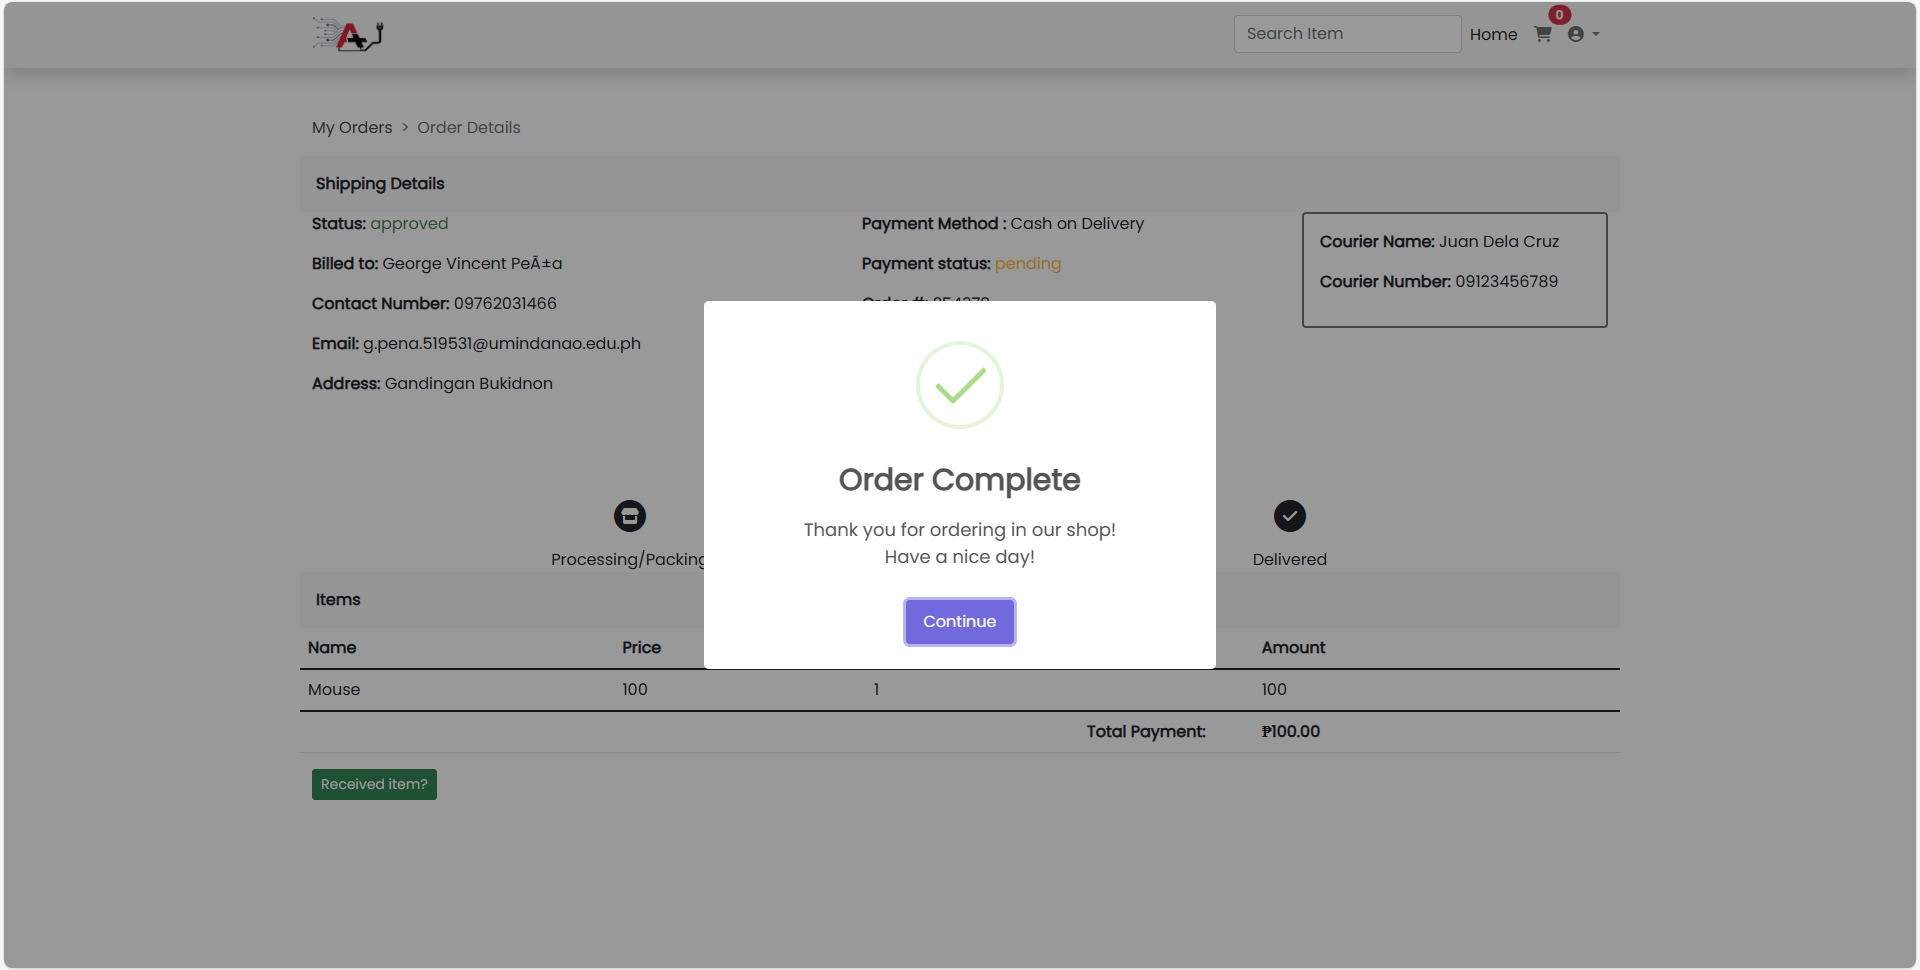 Search Item
Home
0
My Orders > Order Details
Shipping Details
Status: approved
Payment Method : Cash on Delivery
Courier Name: Juan Dela Cruz
Billed to: George Vincent PeÃ±a
Payment status: pending
Courier Number: 09123456789
Contact Number: 09762031466
Email: g.pena.519531@umindanao.edu.ph
Address: Gandingan Bukidnon
Order Complete
Thank you for ordering in our shop!
Have a nice day!
Continue
Processing/Packing
Delivered
Items
Name Price Amount
Mouse 100 1 100
Total Payment: ₱100.00
Received item?